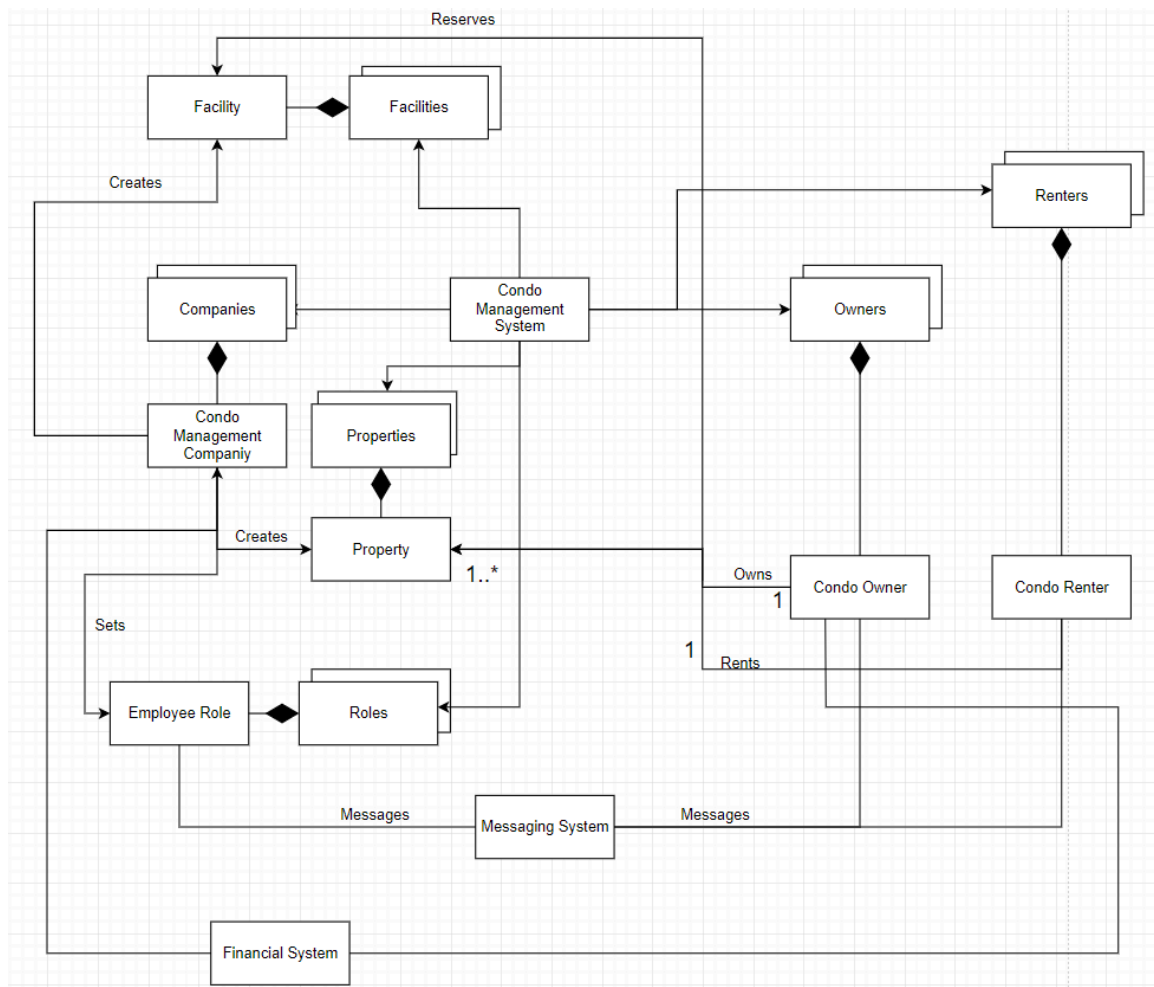 Reserves
Facility
Facilities
Creates
Renters
Companies
Condo
Management
System
Owners
Condo
Management
Companiy
Properties
Creates
Property
1..*
Owns
1
Condo Owner
Condo Renter
Sets
1
Rents
Employee Role
Roles
Messages
Messaging System
Messages
Financial System